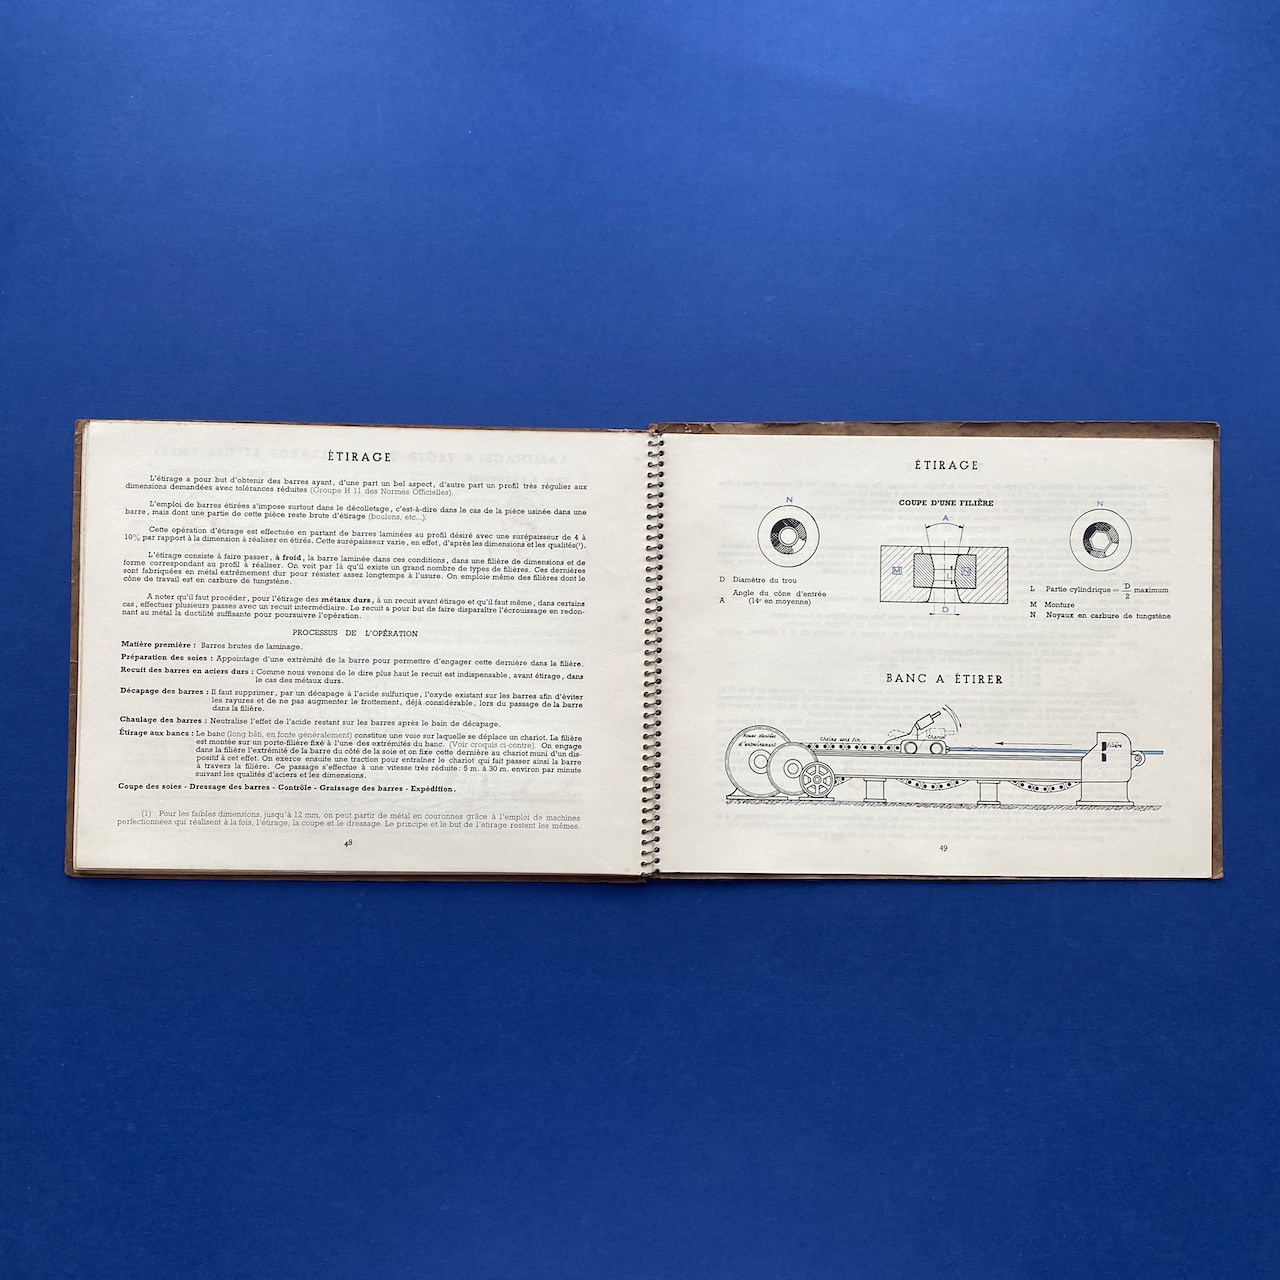 ÉTIRAGE
L'étirage a pour but d'obtenir des barres ayant, d'une part un bel aspect, d'autre part un profil très régulier aux
dimensions demandées avec tolérances réduites (Groupe H 11 des Normes Officielles).
L'emploi de barres étirées s'impose surtout dans le décolletage, c'est-à-dire dans le cas de la pièce usinée dans une
barre, mais dont une partie de cette pièce reste brute d'étirage (boulons, etc...).
Cette opération d'étirage est effectuée en partant de barres laminées au profil désiré avec une surépaisseur de 4 à
10% par rapport à la dimension à réaliser en étirés. Cette surépaisseur varie, en effet, d'après les dimensions et les qualités(¹).
L'étirage consiste à faire passer, à froid, la barre laminée dans ces conditions, dans une filière de dimensions et de
forme correspondant au profil à réaliser. On voit par là qu'il existe un grand nombre de types de filières. Ces dernières
sont fabriquées en métal extrêmement dur pour résister assez longtemps à l'usure. On emploie même des filières dont le
cône de travail est en carbure de tungstène.
A noter qu'il faut procéder, pour l'étirage des métaux durs, à un recuit avant étirage et qu'il faut même, dans certains
cas, effectuer plusieurs passes avec un recuit intermédiaire. Le recuit a pour but de faire disparaître l'écrouissage en redon-
nant au métal la ductilité suffisante pour poursuivre l'opération.
PROCESSUS DE L'OPÉRATION
Matière première : Barres brutes de laminage.
Préparation des soies : Appointage d'une extrémité de la barre pour permettre d'engager cette dernière dans la filière.
Recuit des barres en aciers durs : Comme nous venons de le dire plus haut le recuit est indispensable, avant étirage, dans
le cas des métaux durs.
Décapage des barres : Il faut supprimer, par un décapage à l'acide sulfurique, l'oxyde existant sur les barres afin d'éviter
les rayures et de ne pas augmenter le frottement, déjà considérable, lors du passage de la barre
dans la filière.
Chaulage des barres : Neutralise l'effet de l'acide restant sur les barres après le bain de décapage.
Étirage aux bancs : Le banc (long bâti, en fonte généralement) constitue une voie sur laquelle se déplace un chariot. La filière
est montée sur un porte-filière fixé à l'une des extrémités du banc. (Voir croquis ci-contre). On engage
dans la filière l'extrémité de la barre du côté de la soie et on fixe cette dernière au chariot muni d'un dis-
positif à cet effet. On exerce ensuite une traction pour entraîner le chariot qui fait passer ainsi la barre
à travers la filière. Ce passage s'effectue à une vitesse très réduite : 5 m. à 30 m. environ par minute
suivant les qualités d'aciers et les dimensions.
Coupe des soies - Dressage des barres - Contrôle - Graissage des barres - Expédition.
(1) Pour les faibles dimensions, jusqu'à 12 mm, on peut partir de métal en couronnes grâce à l'emploi de machines
perfectionnées qui réalisent à la fois, l'étirage, la coupe et le dressage. Le principe et le but de l'étirage restent les mêmes.
48
ÉTIRAGE
COUPE D'UNE FILIÈRE
N
A
N
M
L
D
D Diamètre du trou
A Angle du cône d'entrée
(14° en moyenne)
L Partie cylindrique = D/2 maximum
M Monture
N Noyaux en carbure de tungstène
BANC A ÉTIRER
Roues dentées
d'entraînement
Chaîne sans fin
Chariot
Filière
49